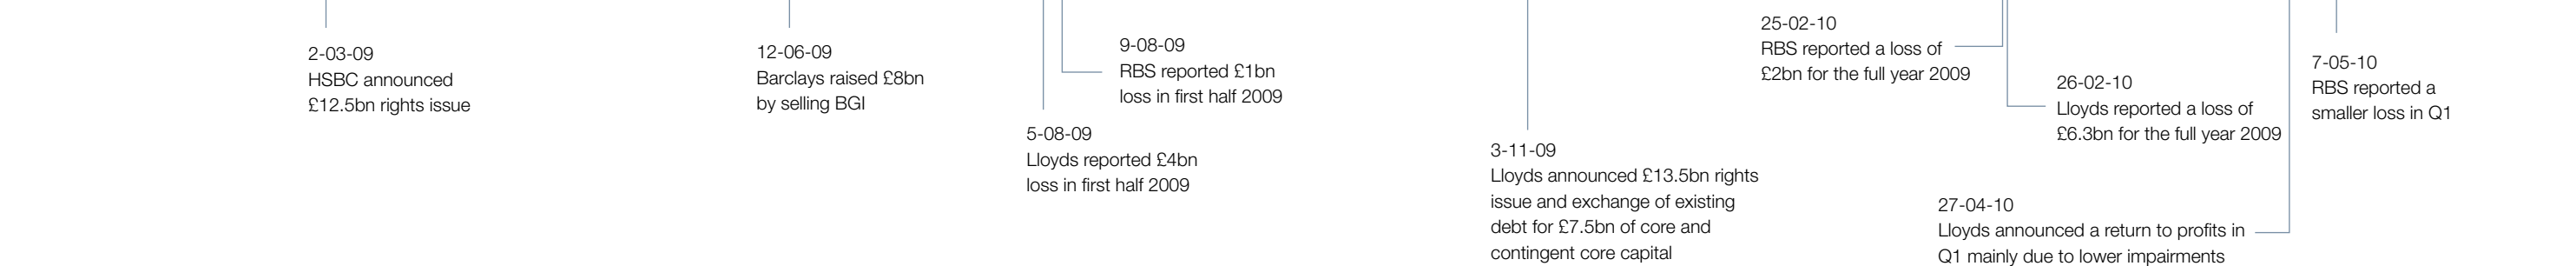 2-03-09
HSBC announced
£12.5bn rights issue
12-06-09
Barclays raised £8bn
by selling BGI
9-08-09
RBS reported £1bn
loss in first half 2009
5-08-09
Lloyds reported £4bn
loss in first half 2009
3-11-09
Lloyds announced £13.5bn rights
issue and exchange of existing
debt for £7.5bn of core and
contingent core capital
25-02-10
RBS reported a loss of
£2bn for the full year 2009
26-02-10
Lloyds reported a loss of
£6.3bn for the full year 2009
27-04-10
Lloyds announced a return to profits in
Q1 mainly due to lower impairments
7-05-10
RBS reported a
smaller loss in Q1